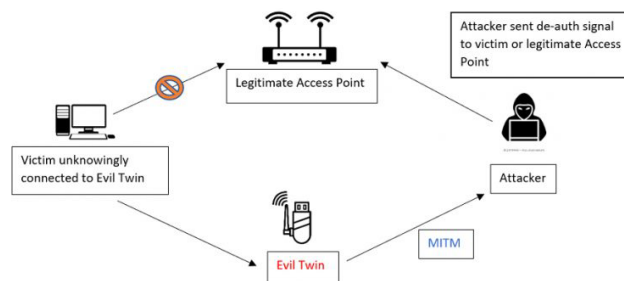 Attacker sent de-auth signal
to victim or legitimate Access
Point
Legitimate Access Point
Victim unknowingly
connected to Evil Twin
Attacker
MITM
Evil Twin